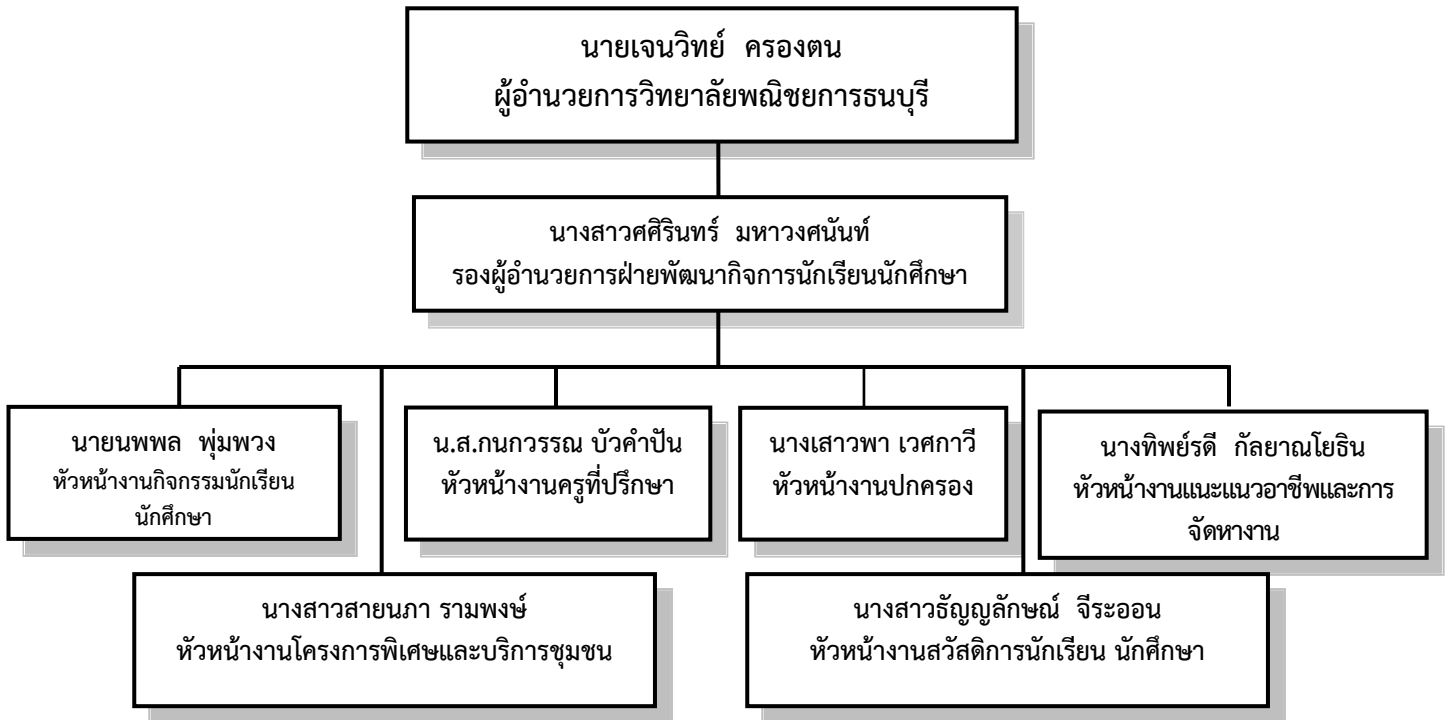 นายเจนวิทย์ ครองตน
ผู้อำนวยการวิทยาลัยพณิชยการธนบุรี
นางสาวศศิรินทร์ มหาวงศนันท์
รองผู้อำนวยการฝ่ายพัฒนากิจการนักเรียนนักศึกษา
นายนพพล พุ่มพวง
หัวหน้างานกิจกรรมนักเรียน
นักศึกษา
น.ส.กนกวรรณ บัวคำปัน
หัวหน้างานครูที่ปรึกษา
นางเสาวพา เวศกาวี
หัวหน้างานปกครอง
นางทิพย์รดี กัลยาณโยธิน
หัวหน้างานแนะแนวอาชีพและการ
จัดหางาน
นางสาวสายนภา รามพงษ์
หัวหน้างานโครงการพิเศษและบริการชุมชน
นางสาวธัญญลักษณ์ จีระออน
หัวหน้างานสวัสดิการนักเรียน นักศึกษา